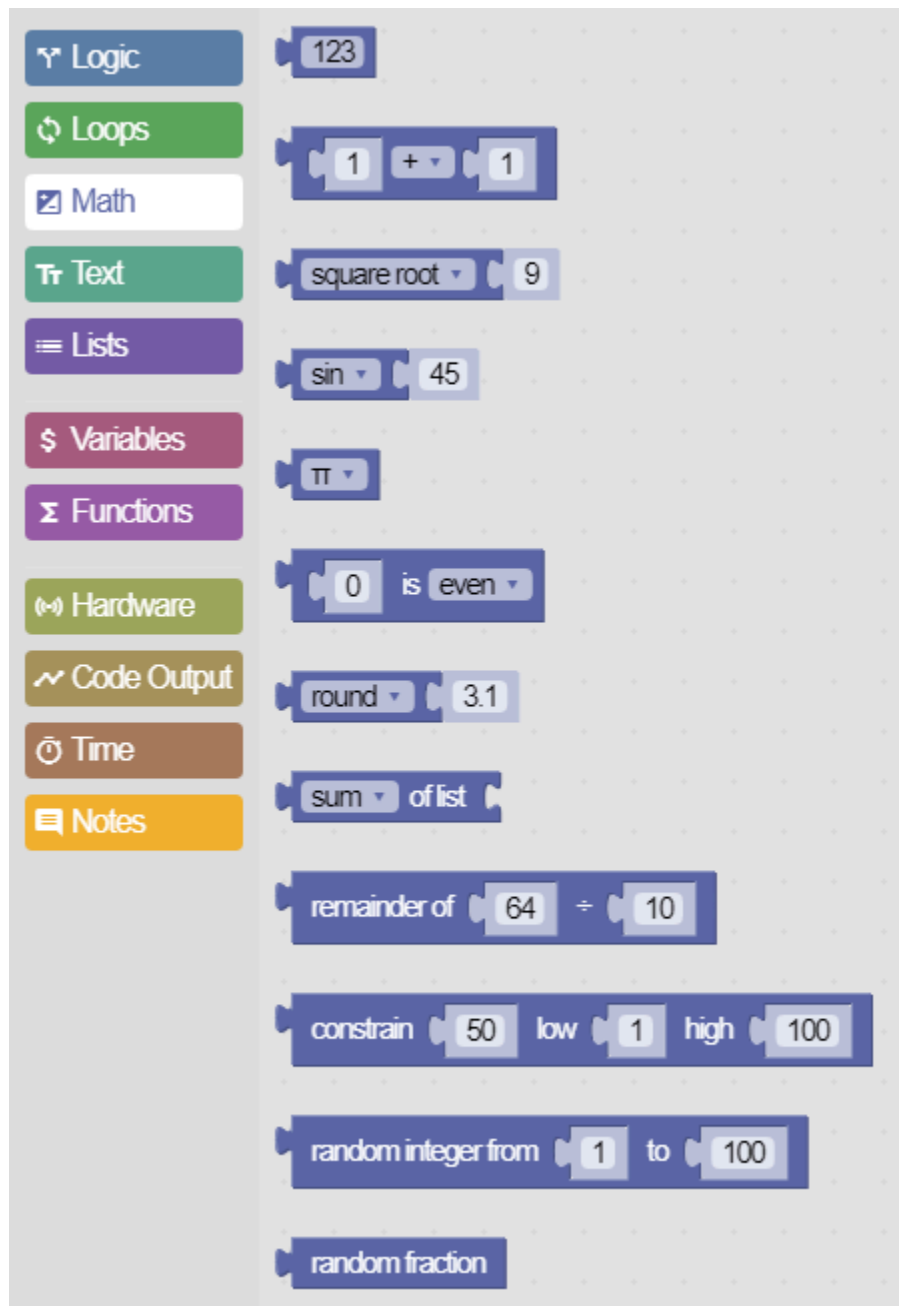 Logic
Loops
Math
Text
Lists
Variables
Functions
Hardware
Code Output
Time
Notes
123
1 + 1
square root 9
sin 45
π
0 is even
round 3.1
sum of list
remainder of 64 ÷ 10
constrain 50 low 1 high 100
random integer from 1 to 100
random fraction